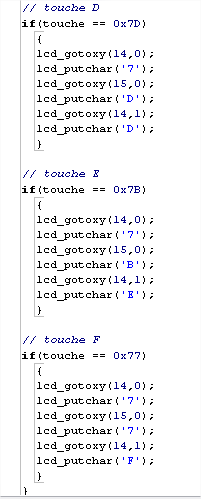 // touche D
if(touche == 0x7D)
{
lcd_gotoxy(14,0);
lcd_putchar('7');
lcd_gotoxy(15,0);
lcd_putchar('D');
lcd_gotoxy(14,1);
lcd_putchar('D');
}
// touche E
if(touche == 0x7B)
{
lcd_gotoxy(14,0);
lcd_putchar('7');
lcd_gotoxy(15,0);
lcd_putchar('B');
lcd_gotoxy(14,1);
lcd_putchar('E');
}
// touche F
if(touche == 0x77)
{
lcd_gotoxy(14,0);
lcd_putchar('7');
lcd_gotoxy(15,0);
lcd_putchar('7');
lcd_gotoxy(14,1);
lcd_putchar('F');
}
}